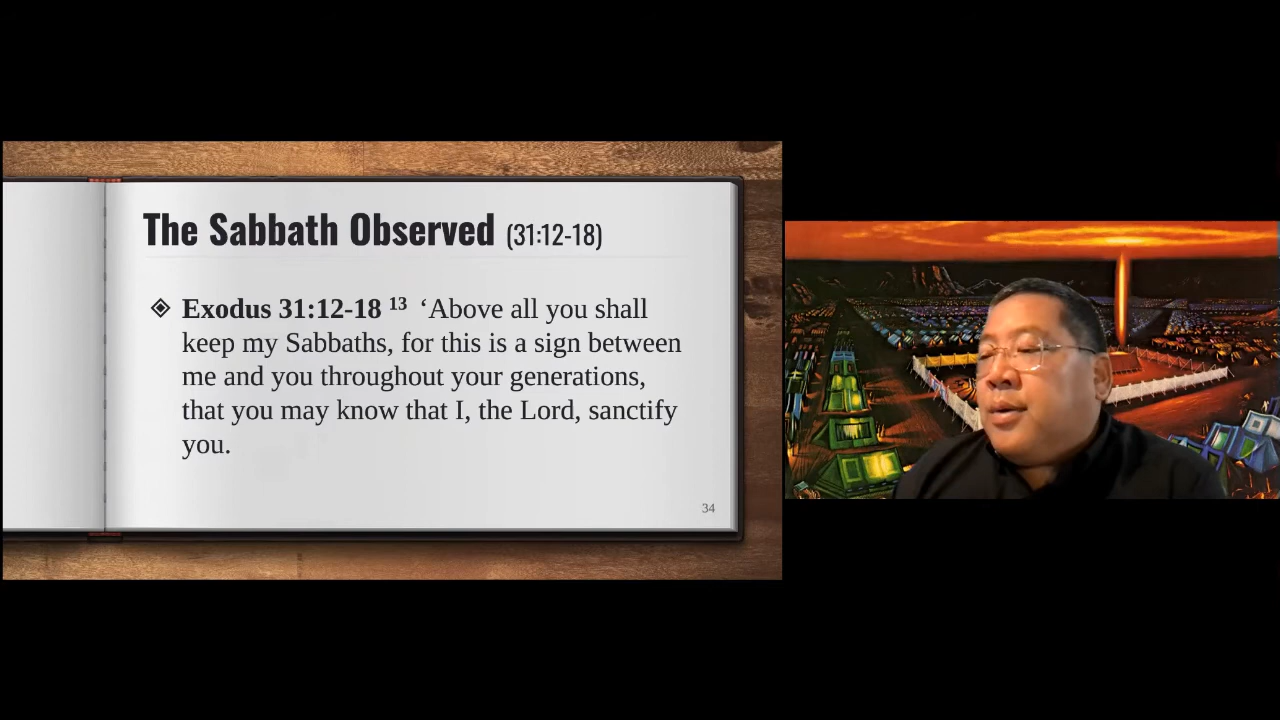 The Sabbath Observed (31:12-18)
Exodus 31:12-18 ¹³ ‘Above all you shall
keep my Sabbaths, for this is a sign between
me and you throughout your generations,
that you may know that I, the Lord, sanctify
you.
34